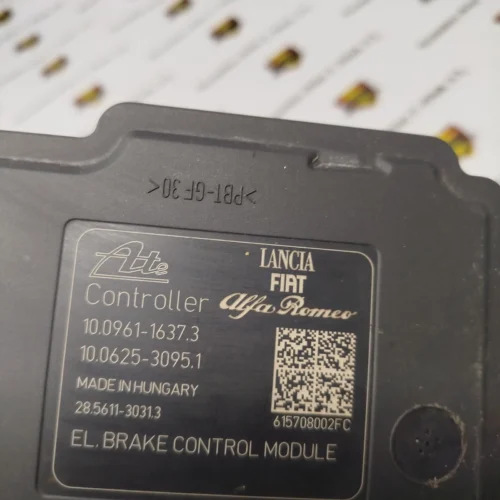 >PBT-GF30<
Ate
Controller
10.0961-1637.3
10.0625-3095.1
MADE IN HUNGARY
28.5611-3031.3
EL. BRAKE CONTROL MODULE
LANCIA
FIAT
Alfa Romeo
615708002FC